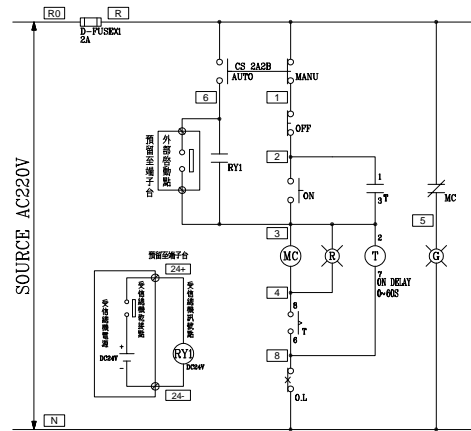 R0
R
D-FUSEX1
2A
CS 2A2B
AUTO
MANU
6
1
OFF
外部啓動點
預留至端子台
2
RY1
ON
1
3
T
MC
5
3
2
SOURCE AC220V
MC
R
T
G
預留至端子台
24+
7
ON DELAY
0~60S
4
8
T
6
受信總機電源
受信總機乾接點
受信總機訊號點
+
-
DC24V
RY1
DC24V
8
24-
O.L
N